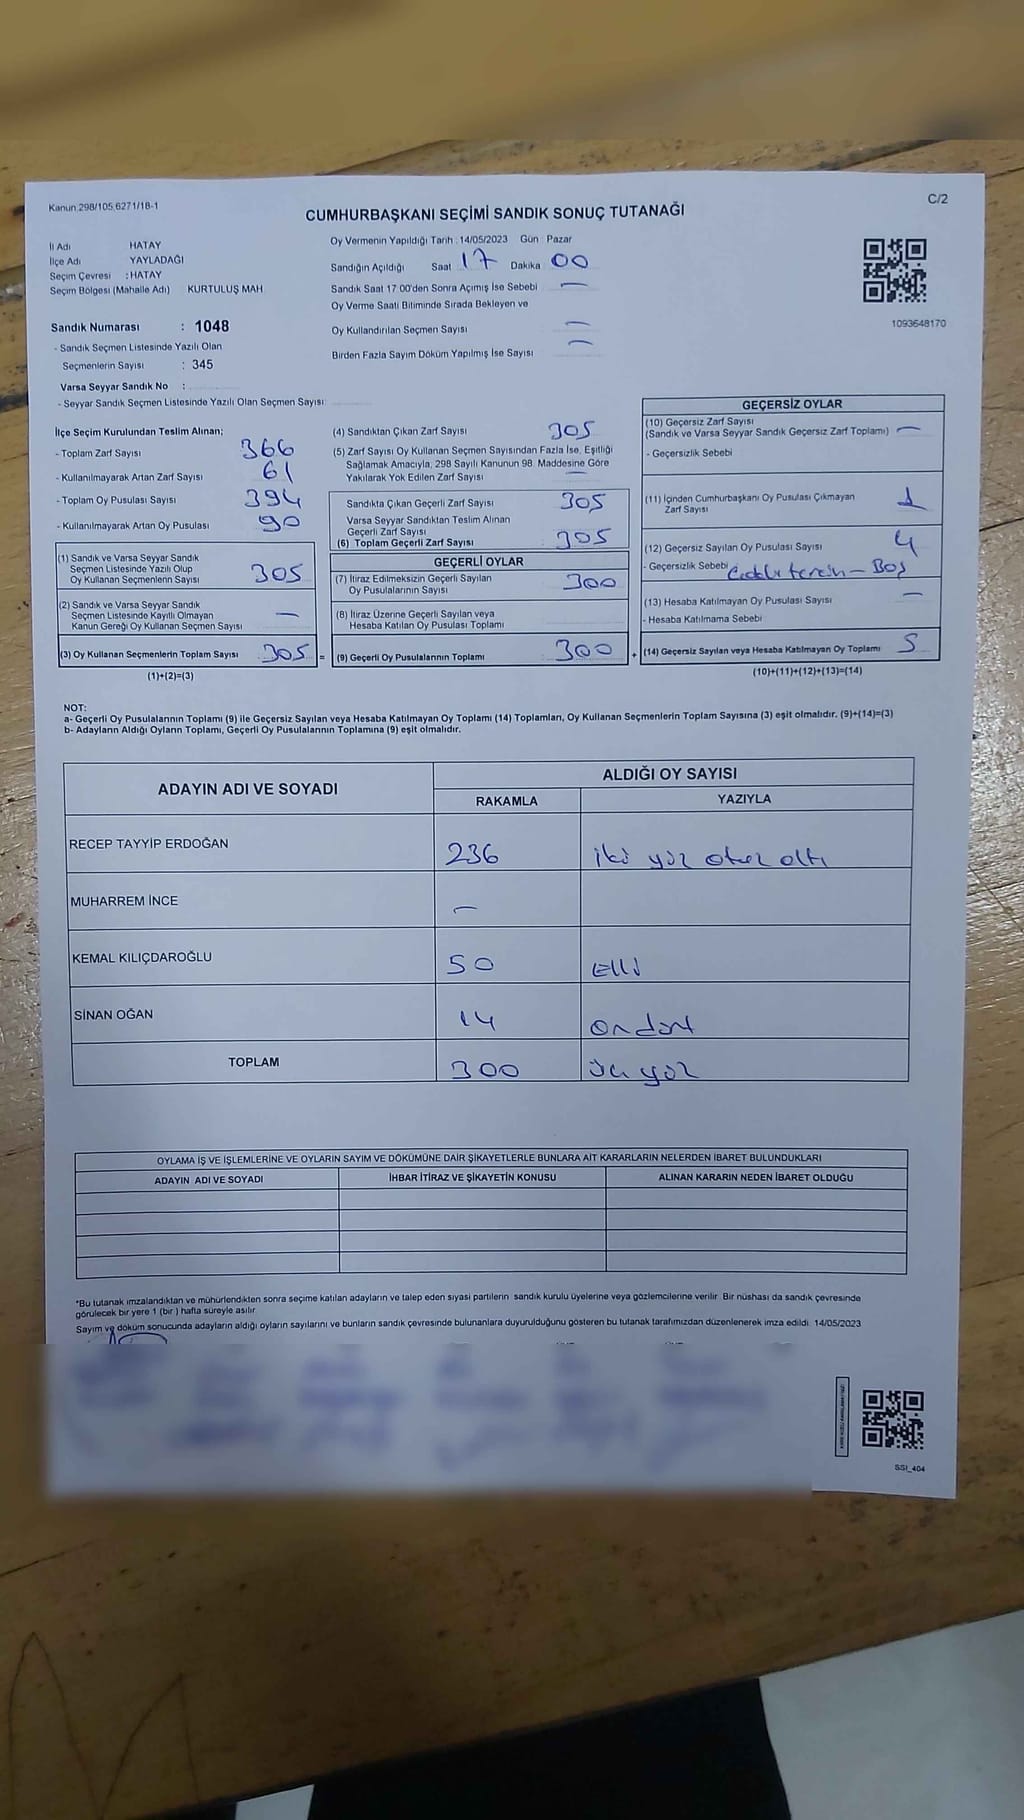 Kanun:298/105,6271/18-1
C/2
CUMHURBAŞKANI SEÇİMİ SANDIK SONUÇ TUTANAĞI
İl Adı HATAY
İlçe Adı YAYLADAĞI
Seçim Çevresi : HATAY
Seçim Bölgesi (Mahalle Adı) KURTULUŞ MAH
Sandık Numarası : 1048
- Sandık Seçmen Listesinde Yazılı Olan
Seçmenlerin Sayısı : 345
Varsa Seyyar Sandık No :
- Seyyar Sandık Seçmen Listesinde Yazılı Olan Seçmen Sayısı:
Oy Vermenin Yapıldığı Tarih : 14/05/2023 Gün Pazar
Sandığın Açıldığı Saat 17 Dakika 00
Sandık Saat 17 00'den Sonra Açımış İse Sebebi —
Oy Verme Saati Bitiminde Sırada Bekleyen ve
Oy Kullandırılan Seçmen Sayısı —
Birden Fazla Sayım Döküm Yapılmış İse Sayısı —
1093648170
İlçe Seçim Kurulundan Teslim Alınan;
- Toplam Zarf Sayısı 366
- Kullanılmayarak Artan Zarf Sayısı 61
- Toplam Oy Pusulası Sayısı 394
- Kullanılmayarak Artan Oy Pusulası 90
(1) Sandık ve Varsa Seyyar Sandık
Seçmen Listesinde Yazılı Olup
Oy Kullanan Seçmenlerin Sayısı 305
(2) Sandık ve Varsa Seyyar Sandık
Seçmen Listesinde Kayıtlı Olmayan
Kanun Gereği Oy Kullanan Seçmen Sayısı —
(3) Oy Kullanan Seçmenlerin Toplam Sayısı 305 =
(1)+(2)=(3)
(4) Sandıktan Çıkan Zarf Sayısı 305
(5) Zarf Sayısı Oy Kullanan Seçmen Sayısından Fazla İse, Eşitliği
Sağlamak Amacıyla, 298 Sayılı Kanunun 98. Maddesine Göre
Yakılarak Yok Edilen Zarf Sayısı —
Sandıkta Çıkan Geçerli Zarf Sayısı 305
Varsa Seyyar Sandıktan Teslim Alınan
Geçerli Zarf Sayısı
(6) Toplam Geçerli Zarf Sayısı 305
GEÇERLİ OYLAR
(7) İtiraz Edilmeksizin Geçerli Sayılan
Oy Pusulalarının Sayısı 300
(8) İtiraz Üzerine Geçerli Sayılan veya
Hesaba Katılan Oy Pusulası Toplamı
(9) Geçerli Oy Pusulalarının Toplamı 300 +
GEÇERSİZ OYLAR
(10) Geçersiz Zarf Sayısı
(Sandık ve Varsa Seyyar Sandık Geçersiz Zarf Toplamı) —
- Geçersizlik Sebebi
(11) İçinden Cumhurbaşkanı Oy Pusulası Çıkmayan
Zarf Sayısı 1
(12) Geçersiz Sayılan Oy Pusulası Sayısı 4
- Geçersizlik Sebebi - Boş
(13) Hesaba Katılmayan Oy Pusulası Sayısı —
- Hesaba Katılmama Sebebi
(14) Geçersiz Sayılan veya Hesaba Katılmayan Oy Toplamı 5
(10)+(11)+(12)+(13)=(14)
NOT:
a- Geçerli Oy Pusulalarının Toplamı (9) ile Geçersiz Sayılan veya Hesaba Katılmayan Oy Toplamı (14) Toplamları, Oy Kullanan Seçmenlerin Toplam Sayısına (3) eşit olmalıdır. (9)+(14)=(3)
b- Adayların Aldığı Oyların Toplamı, Geçerli Oy Pusulalarının Toplamına (9) eşit olmalıdır.
ADAYIN ADI VE SOYADI
ALDIĞI OY SAYISI
RAKAMLA YAZIYLA
RECEP TAYYİP ERDOĞAN 236 iki yüz otuz altı
MUHARREM İNCE —
KEMAL KILIÇDAROĞLU 50 Elli
SİNAN OĞAN 14 on dört
TOPLAM 300 üç yüz
OYLAMA İŞ VE İŞLEMLERİNE VE OYLARIN SAYIM VE DÖKÜMÜNE DAİR ŞİKAYETLERLE BUNLARA AİT KARARLARIN NELERDEN İBARET BULUNDUKLARI
ADAYIN ADI VE SOYADI İHBAR İTİRAZ VE ŞİKAYETİN KONUSU ALINAN KARARIN NEDEN İBARET OLDUĞU
*Bu tutanak imzalandıktan ve mühürlendikten sonra seçime katılan adayların ve talep eden siyasi partilerin sandık kurulu üyelerine veya gözlemcilerine verilir. Bir nüshası da sandık çevresinde
görülecek bir yere 1 (bir ) hafta süreyle asılır
Sayım ve döküm sonucunda adayların aldığı oyların sayılarını ve bunların sandık çevresinde bulunanlara duyurulduğunu gösteren bu tutanak tarafımızdan düzenlenerek imza edildi. 14/05/2023
SSI_404